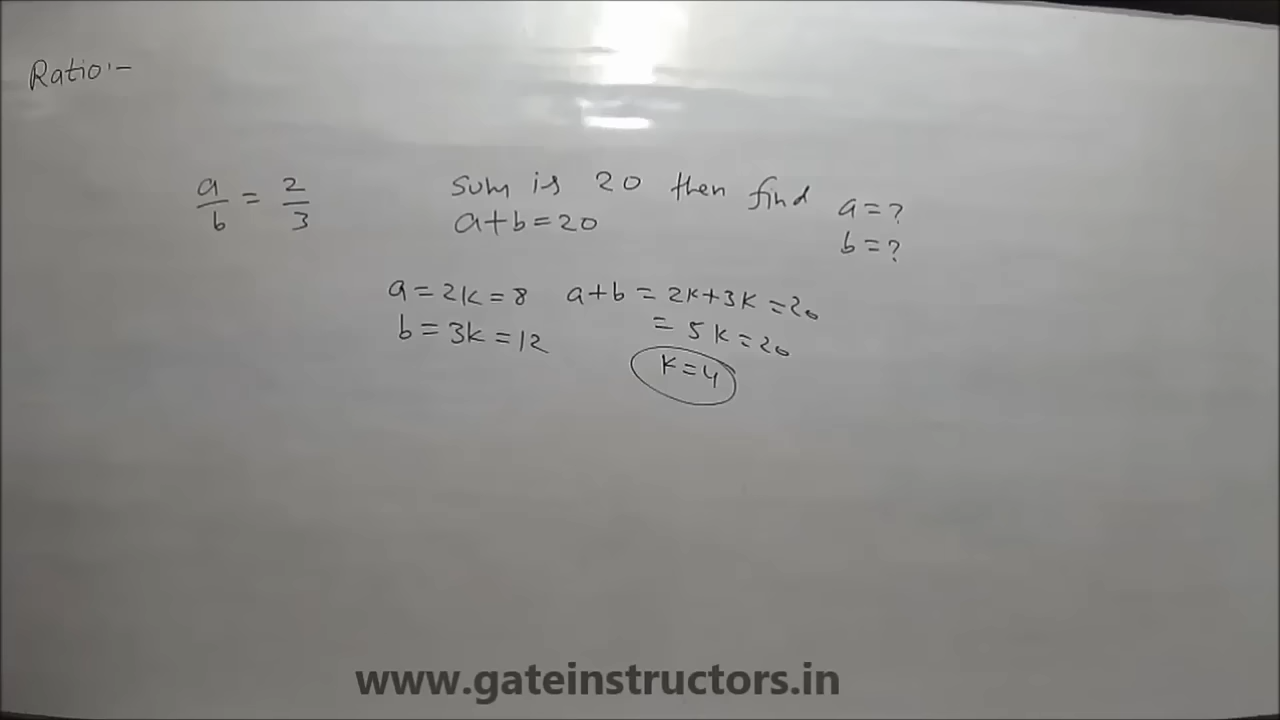 Ratio:-
a/b = 2/3 sum is 20 then find a=?
a+b=20 b=?
a=2k=8 a+b = 2k+3k=20
b=3k=12 = 5k=20
k=4
www.gateinstructors.in